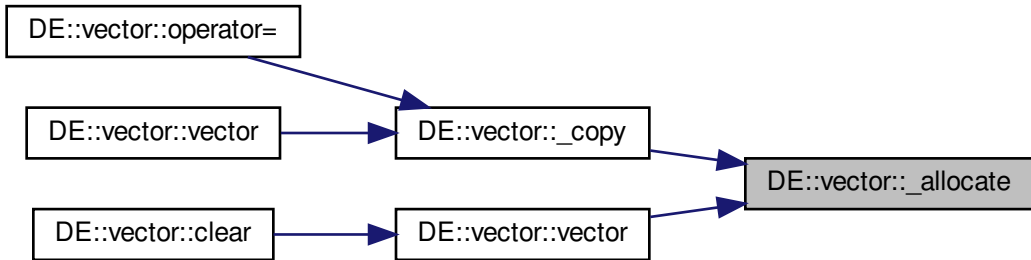 DE::vector::operator=
DE::vector::vector
DE::vector::_copy
DE::vector::_allocate
DE::vector::clear
DE::vector::vector